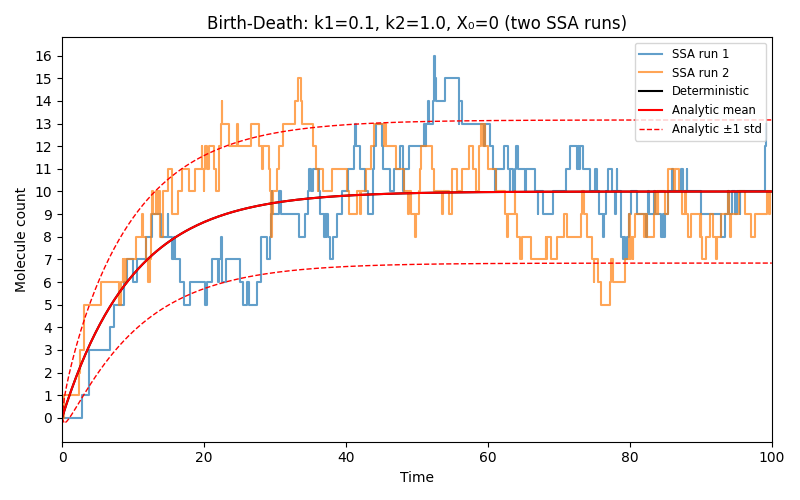 Birth-Death: k1=0.1, k2=1.0, X₀=0 (two SSA runs)
Molecule count
16
15
14
13
12
11
10
9
8
7
6
5
4
3
2
1
0
SSA run 1
SSA run 2
Deterministic
Analytic mean
Analytic ±1 std
0 20 40 60 80 100
Time